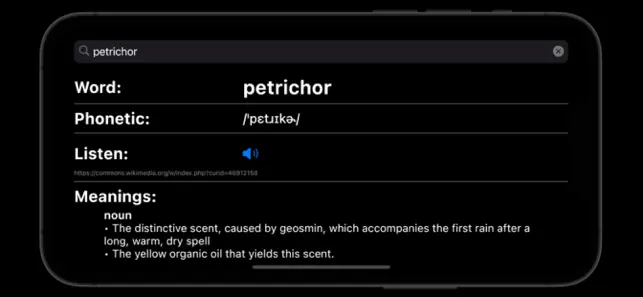 petrichor
Word: petrichor
Phonetic: /ˈpɛtɹɪkɚ/
Listen:
https://commons.wikimedia.org/w/index.php?curid=46912158
Meanings:
noun
• The distinctive scent, caused by geosmin, which accompanies the first rain after a
long, warm, dry spell
• The yellow organic oil that yields this scent.